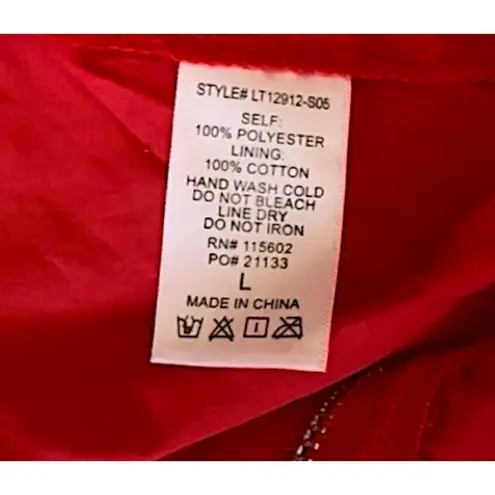 STYLE# LT12912-S05
SELF:
100% POLYESTER
LINING:
100% COTTON
HAND WASH COLD
DO NOT BLEACH
LINE DRY
DO NOT IRON
RN# 115602
PO# 21133
L
MADE IN CHINA